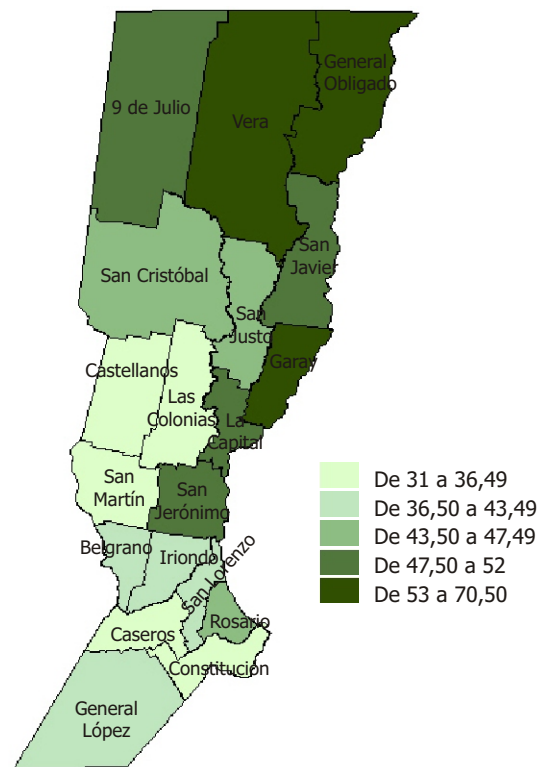 General
Obligado
9 de Julio
Vera
San
Javier
San Cristóbal
San
Justo
Garay
Castellanos
Las
Colonias
La
Capital
San
Martín
San
Jerónimo
Belgrano
Iriondo
San Lorenzo
Rosario
Caseros
Constitución
General
López
De 31 a 36,49
De 36,50 a 43,49
De 43,50 a 47,49
De 47,50 a 52
De 53 a 70,50